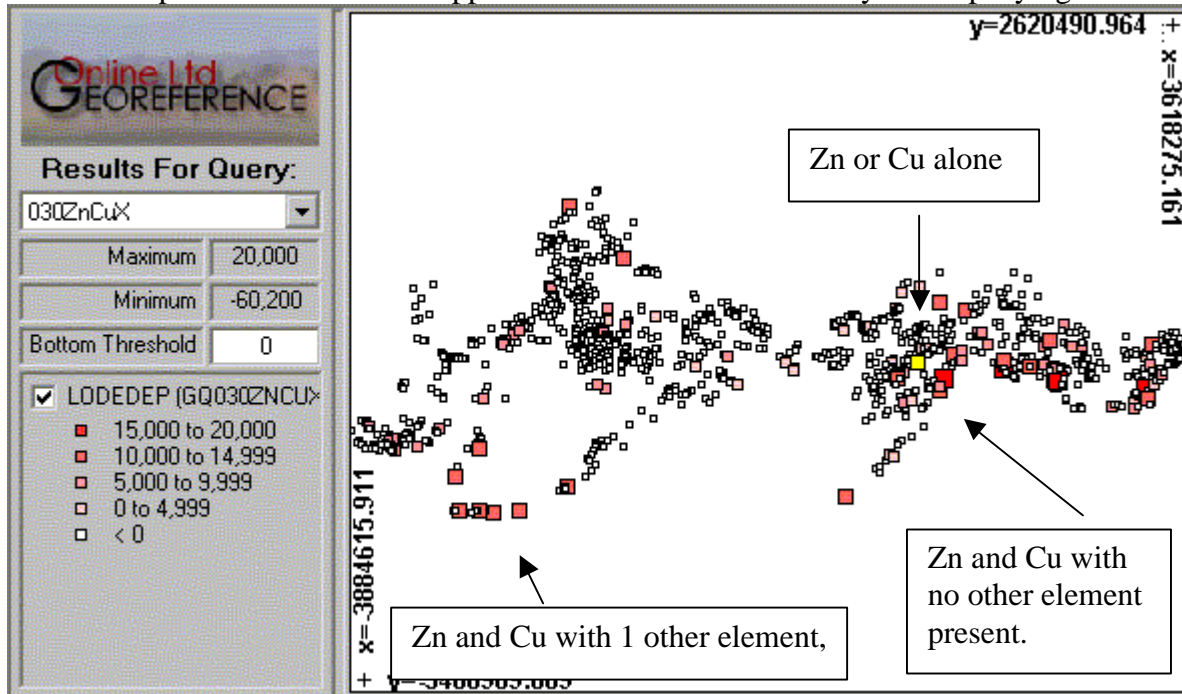 Online Ltd
GEOREFERENCE
Results For Query:
030ZnCuX
Maximum 20,000
Minimum -60,200
Bottom Threshold 0
LODEDEP (GQ030ZNCUX
15,000 to 20,000
10,000 to 14,999
5,000 to 9,999
0 to 4,999
< 0
y=2620490.964
x=3618275.161
Zn or Cu alone
Zn and Cu with
no other element
present.
Zn and Cu with 1 other element,
x=-3884615.911